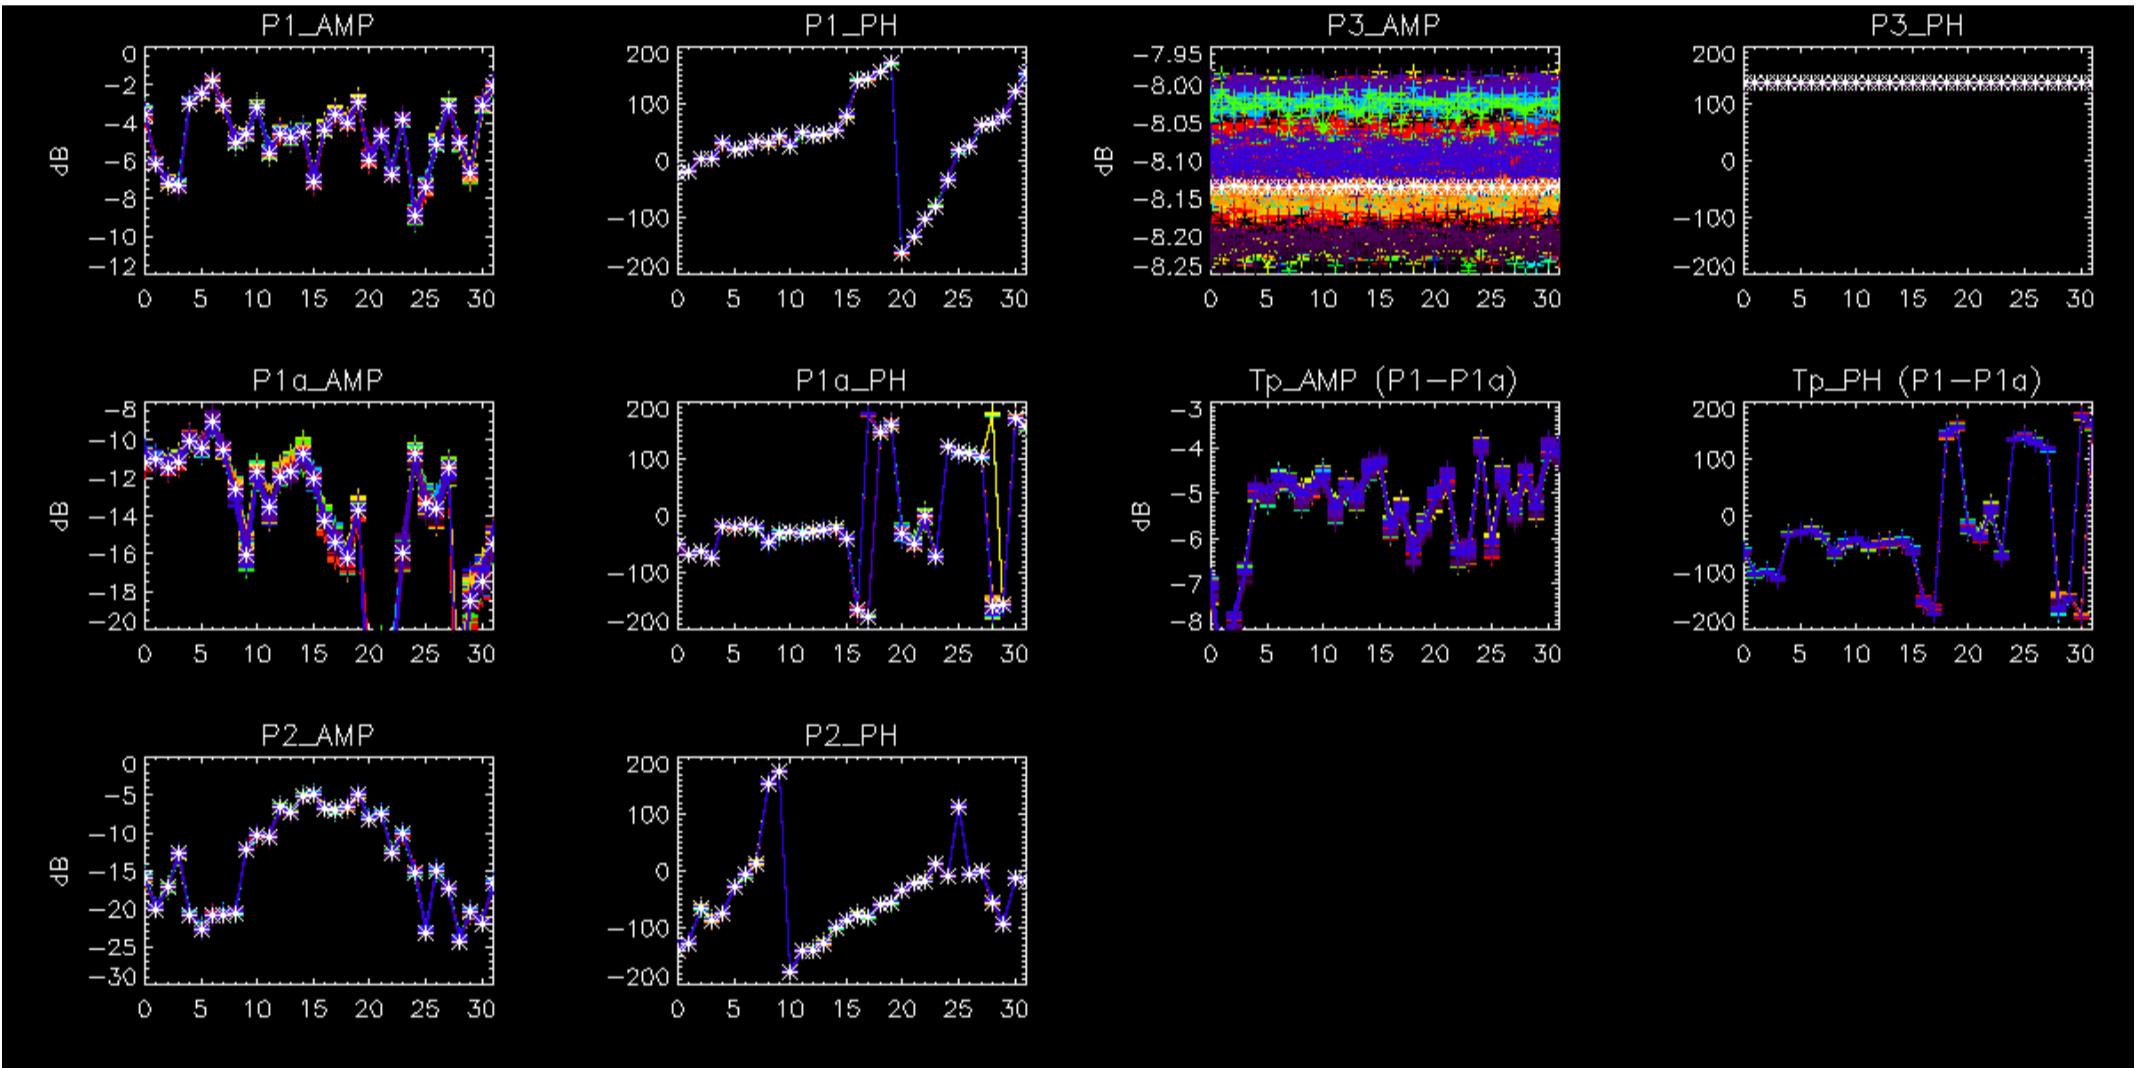 P1_AMP P1_PH P3_AMP P3_PH
0 200 -7.95 200
-2 100 -8.00 100
-4 0 -8.05 0
-6 -100 -8.10 -100
-8 -200 -8.15 -200
-10 -8.20
-12 -8.25
dB dB
0 5 10 15 20 25 30 0 5 10 15 20 25 30 0 5 10 15 20 25 30 0 5 10 15 20 25 30
P1a_AMP P1a_PH Tp_AMP (P1-P1a) Tp_PH (P1-P1a)
-8 200 -3 200
-10 100 -4 100
-12 0 -5 0
-14 -100 -6 -100
-16 -200 -7 -200
-18 -8
-20
dB dB
0 5 10 15 20 25 30 0 5 10 15 20 25 30 0 5 10 15 20 25 30 0 5 10 15 20 25 30
P2_AMP P2_PH
0 200
-5 100
-10 0
-15 -100
-20 -200
-25
-30
dB
0 5 10 15 20 25 30 0 5 10 15 20 25 30